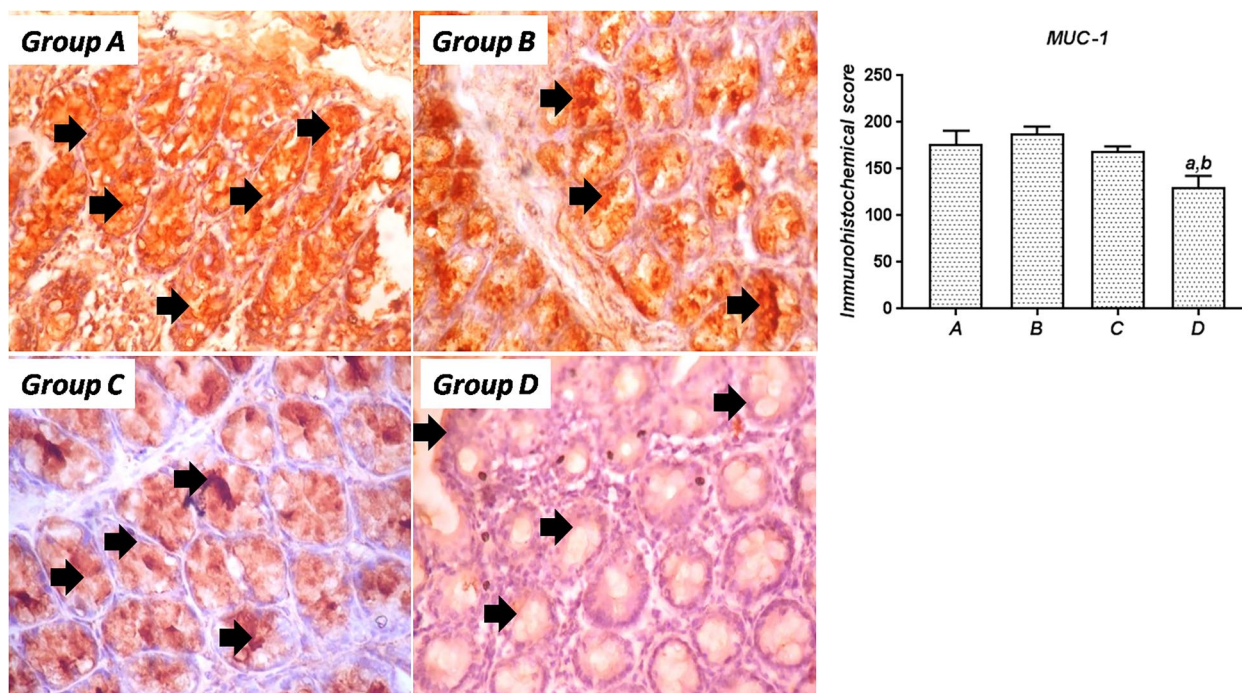 Group A
Group B
Group C
Group D
MUC-1
Immunohistochemical score
250
200
150
100
50
0
a,b
A B C D